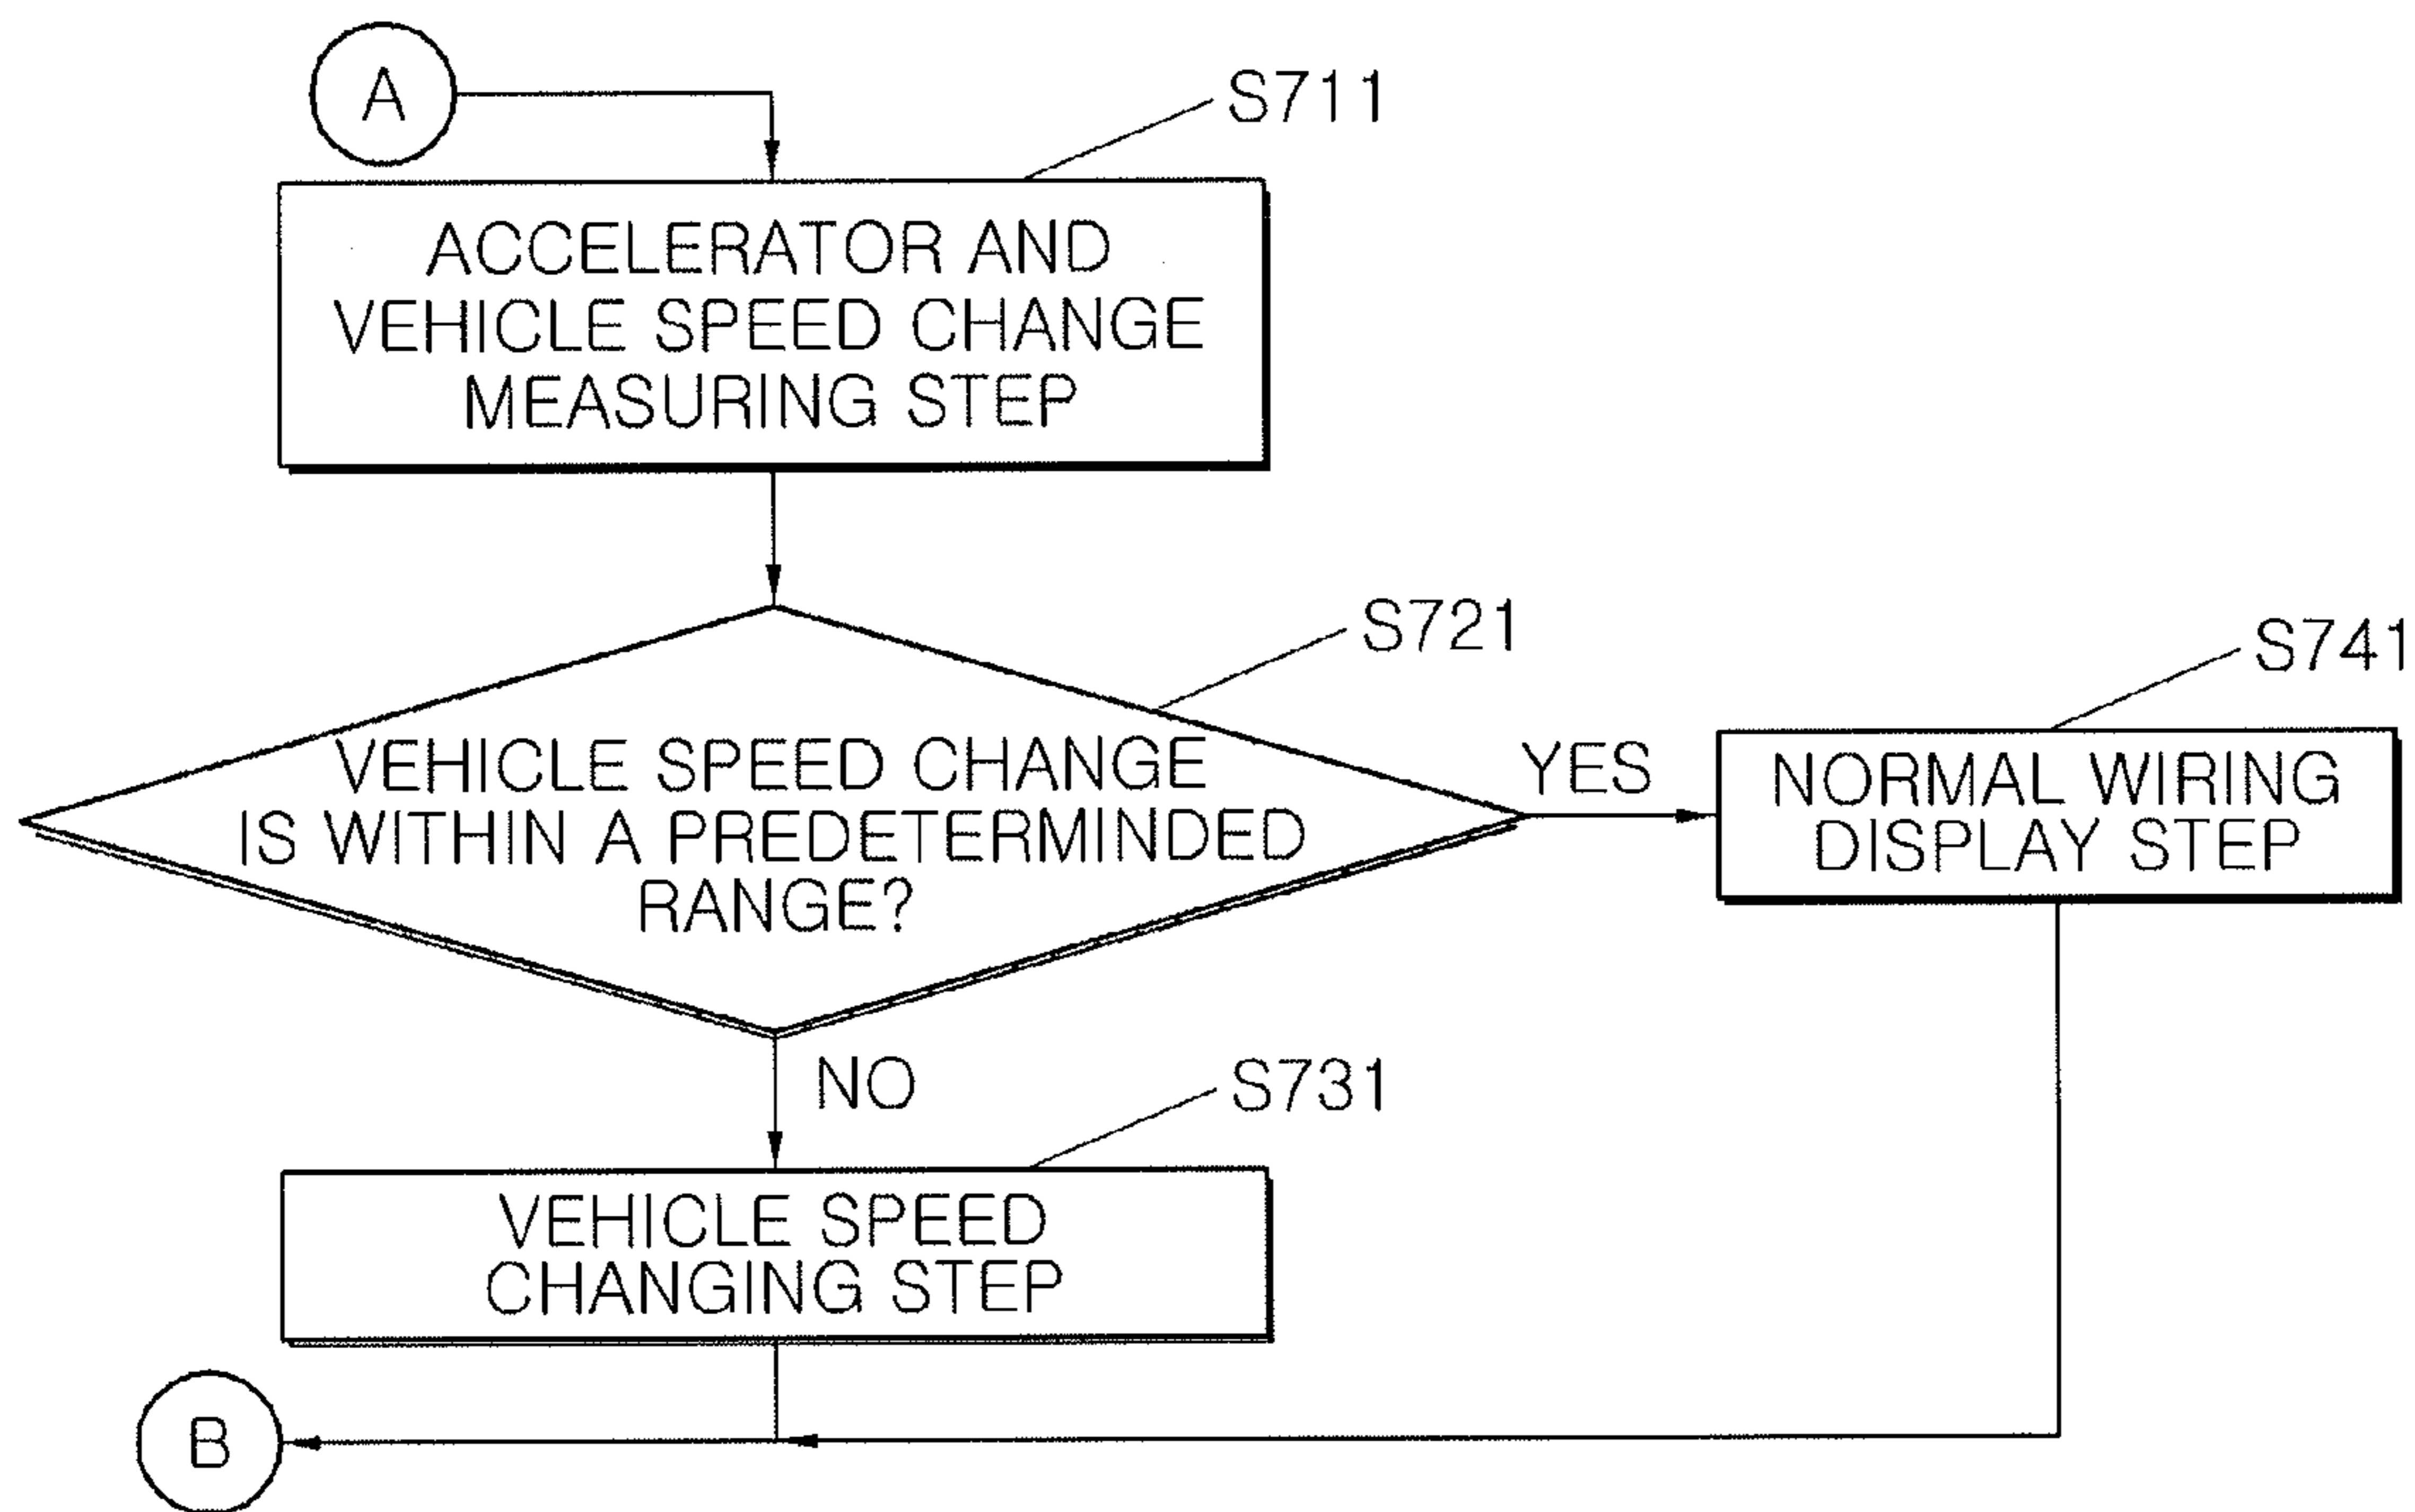 A
S711
ACCELERATOR AND
VEHICLE SPEED CHANGE
MEASURING STEP
S721
VEHICLE SPEED CHANGE
IS WITHIN A PREDETERMINDED
RANGE?
YES
S741
NORMAL WIRING
DISPLAY STEP
NO
S731
VEHICLE SPEED
CHANGING STEP
B